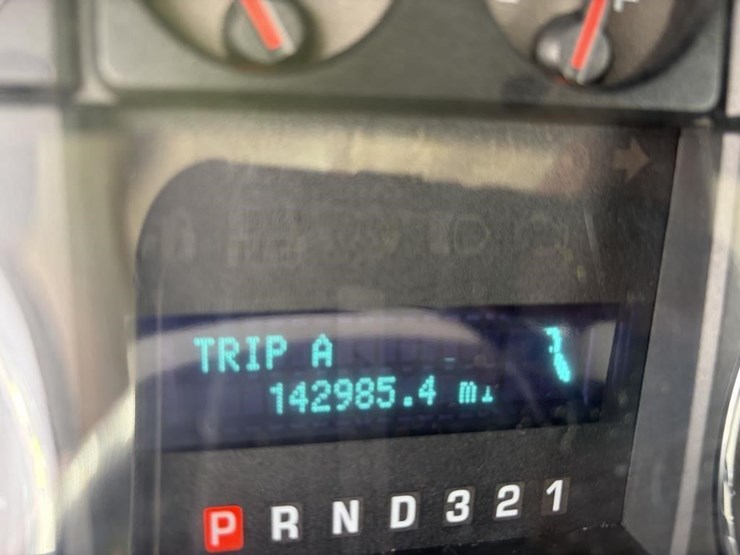 TRIP A
142985.4 mi
P R N D 3 2 1